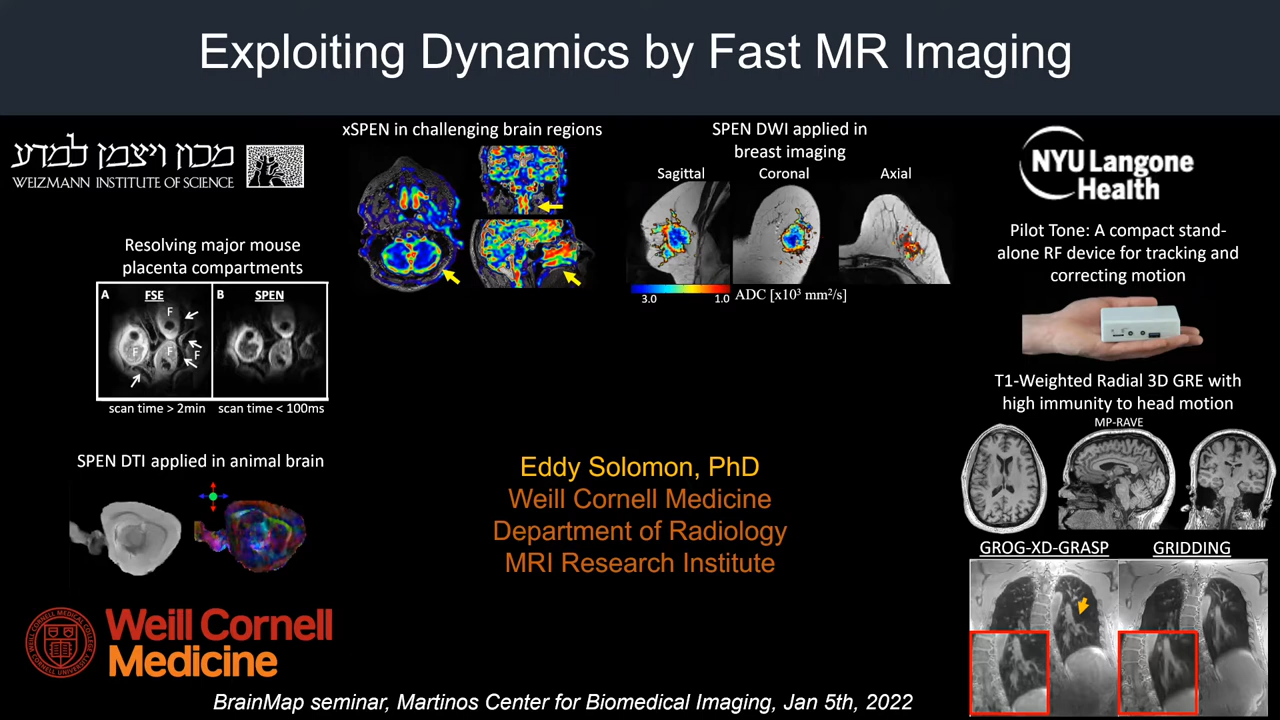 Exploiting Dynamics by Fast MR Imaging
מכון ויצמן למדע
WEIZMANN INSTITUTE OF SCIENCE
xSPEN in challenging brain regions
SPEN DWI applied in
breast imaging
Sagittal
Coronal
Axial
3.0
1.0
ADC [x10³ mm²/s]
NYU Langone
Health
Pilot Tone: A compact stand-
alone RF device for tracking and
correcting motion
Resolving major mouse
placenta compartments
A
FSE
B
SPEN
F
F
F
F
scan time > 2min
scan time < 100ms
T1-Weighted Radial 3D GRE with
high immunity to head motion
MP-RAVE
SPEN DTI applied in animal brain
Eddy Solomon, PhD
Weill Cornell Medicine
Department of Radiology
MRI Research Institute
GROG-XD-GRASP
GRIDDING
Weill Cornell
Medicine
BrainMap seminar, Martinos Center for Biomedical Imaging, Jan 5th, 2022